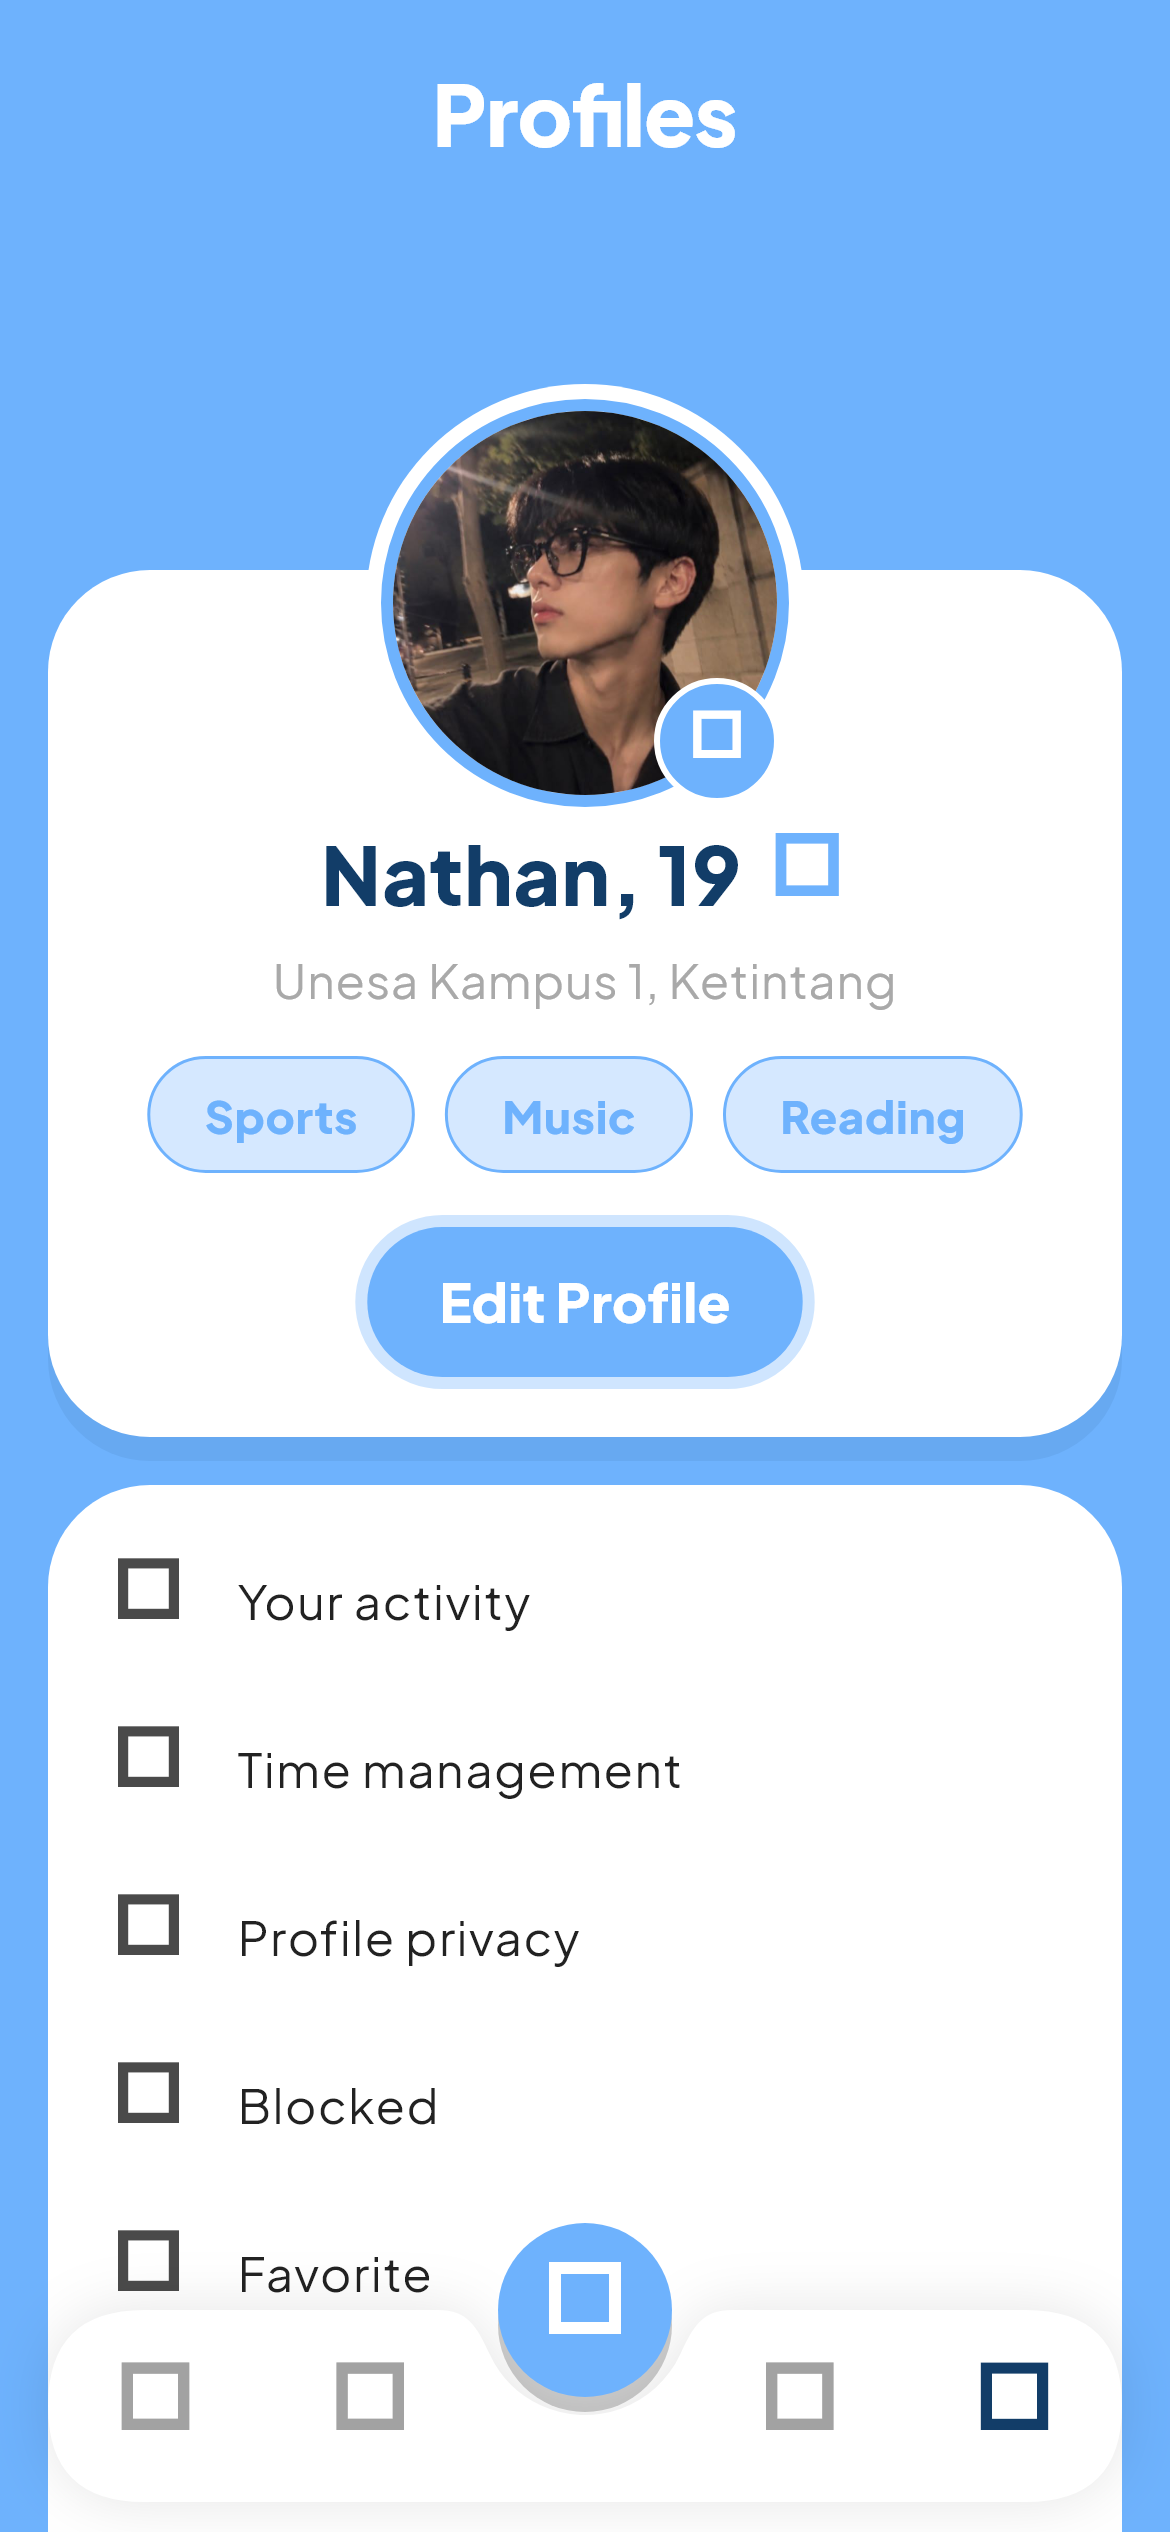 Profiles
Nathan, 19
Unesa Kampus 1, Ketintang
Sports Music Reading
Edit Profile
Your activity
Time management
Profile privacy
Blocked
Favorite